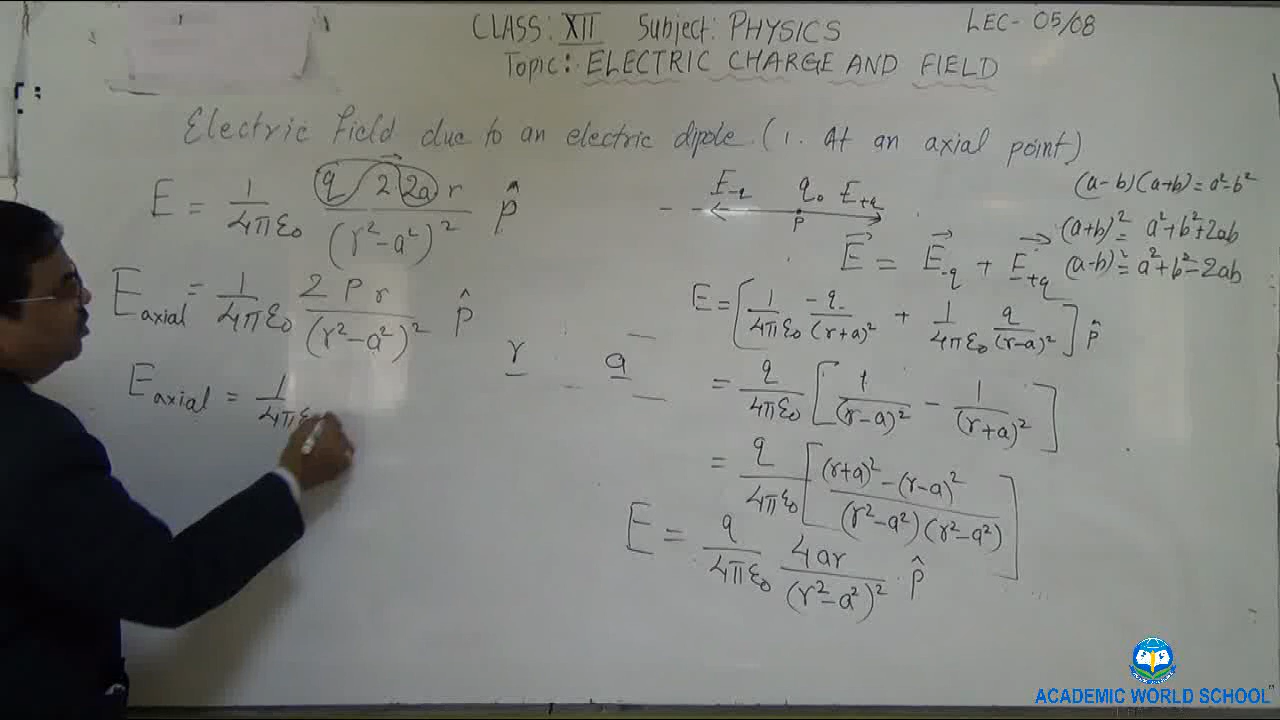 CLASS: XII Subject: PHYSICS LEC- 05/08
Topic: ELECTRIC CHARGE AND FIELD
Electric Field due to an electric dipole. (1. At an axial point)
E = 1/4πε₀ q 2 2a r/(r²-a²)² p̂
E axial = 1/4πε₀ 2 P r/(r²-a²)² p̂
E axial = 1/4πε
r a
E₋q q₀ E₊q
P
E⃗ = E⃗₋q + E⃗₊q
E = [1/4πε₀ -q/(r+a)² + 1/4πε₀ q/(r-a)²] p̂
= q/4πε₀ [1/(r-a)² - 1/(r+a)²]
= q/4πε₀ [(r+a)² - (r-a)²/(r²-a²)(r²-a²)]
E = q/4πε₀ 4ar/(r²-a²)² . p̂
(a-b)(a+b) = a²-b²
(a+b)² = a²+b²+2ab
(a-b)² = a²+b²-2ab
ACADEMIC WORLD SCHOOL